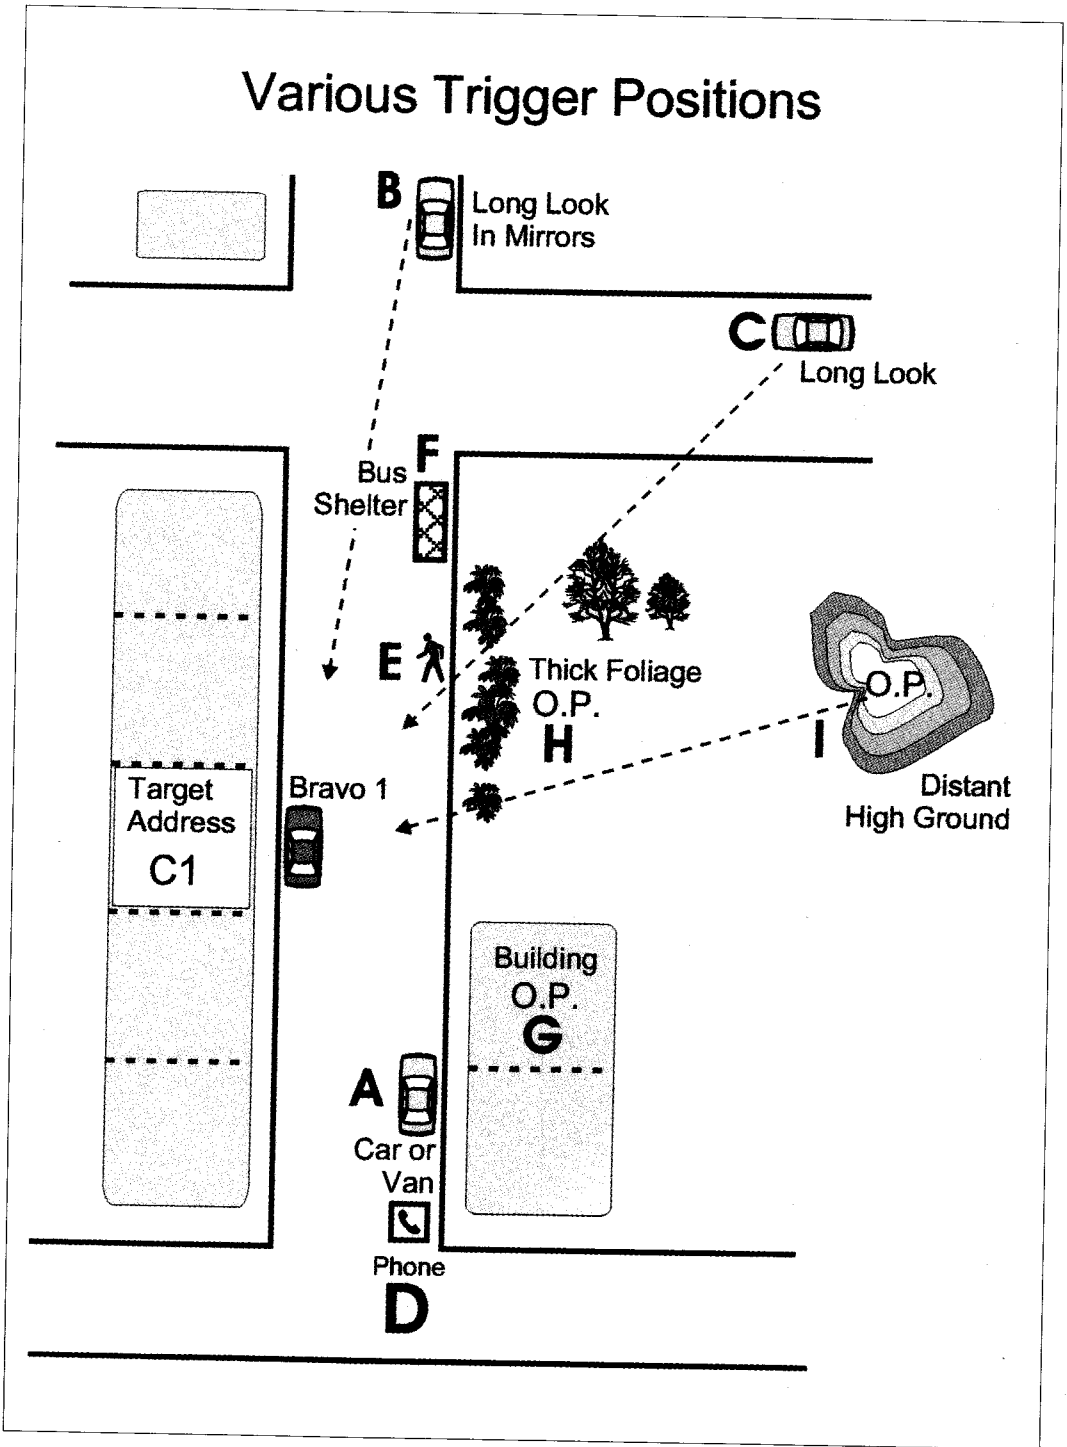 Various Trigger Positions
B
Long Look
In Mirrors
C
Long Look
F
Bus
Shelter
E
Thick Foliage
O.P.
H
O.P.
I
Distant
High Ground
Target
Address
C1
Bravo 1
Building
O.P.
G
A
Car or
Van
Phone
D